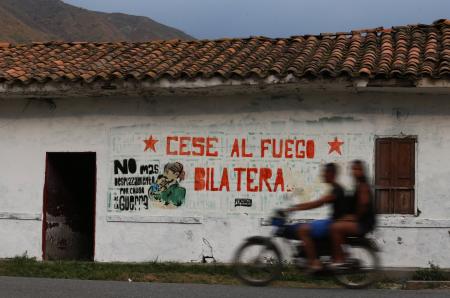 CESE AL FUEGO
BILATERAL
NO MAS
DESPLAZAMIENTO
POR CAUSA
DE LA
GUERRA